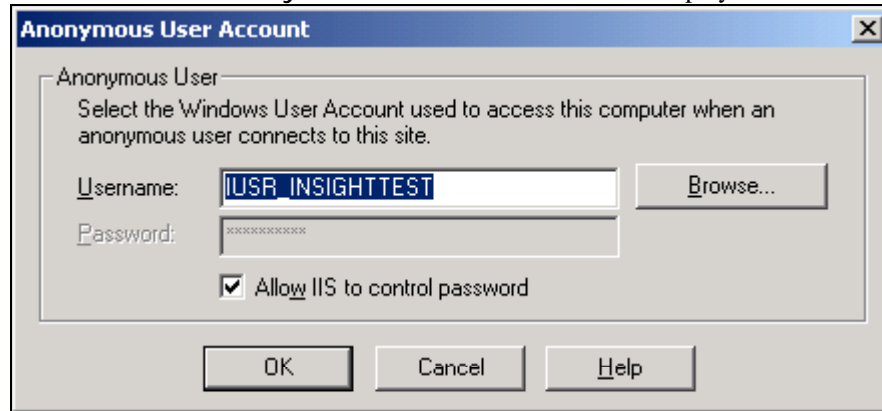 Anonymous User Account
Anonymous User
Select the Windows User Account used to access this computer when an
anonymous user connects to this site.
Username: IUSR_INSIGHTTEST Browse...
Password: **********
Allow IIS to control password
OK Cancel Help